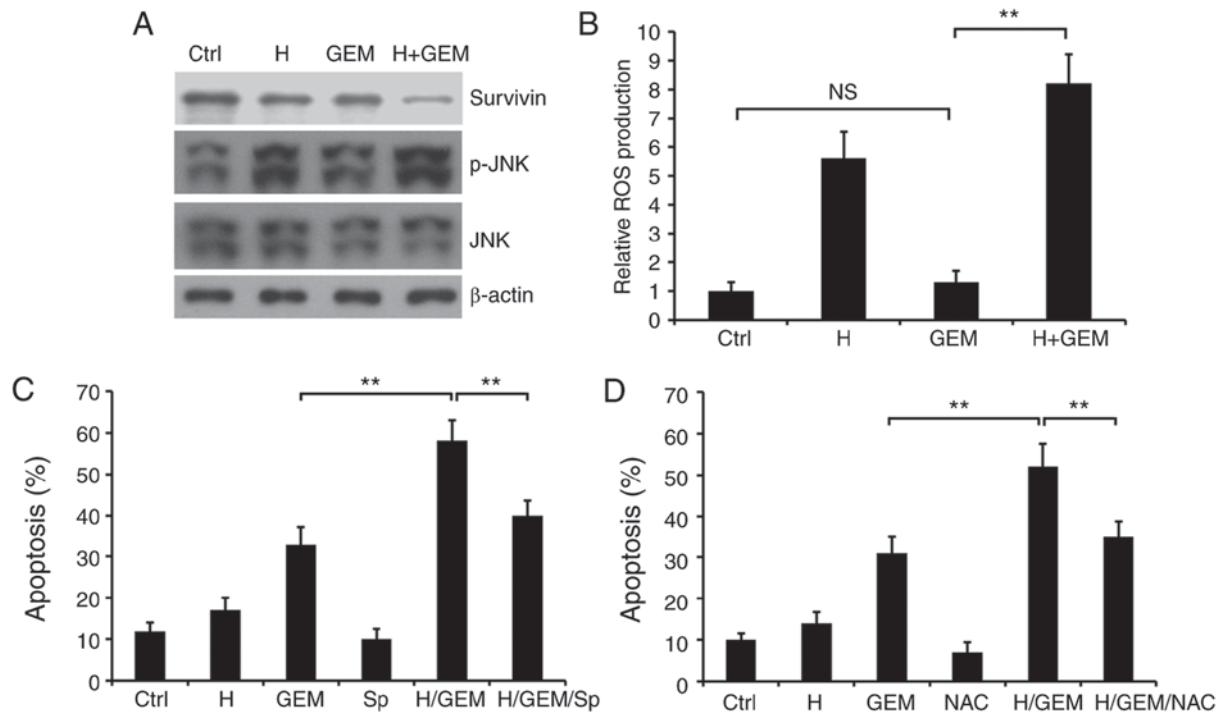 A
Ctrl H GEM H+GEM
Survivin
p-JNK
JNK
β-actin
B
**
NS
Relative ROS production
10
9
8
7
6
5
4
3
2
1
0
Ctrl H GEM H+GEM
C
** **
Apoptosis (%)
70
60
50
40
30
20
10
0
Ctrl H GEM Sp H/GEM H/GEM/Sp
D
** **
Apoptosis (%)
70
60
50
40
30
20
10
0
Ctrl H GEM NAC H/GEM H/GEM/NAC